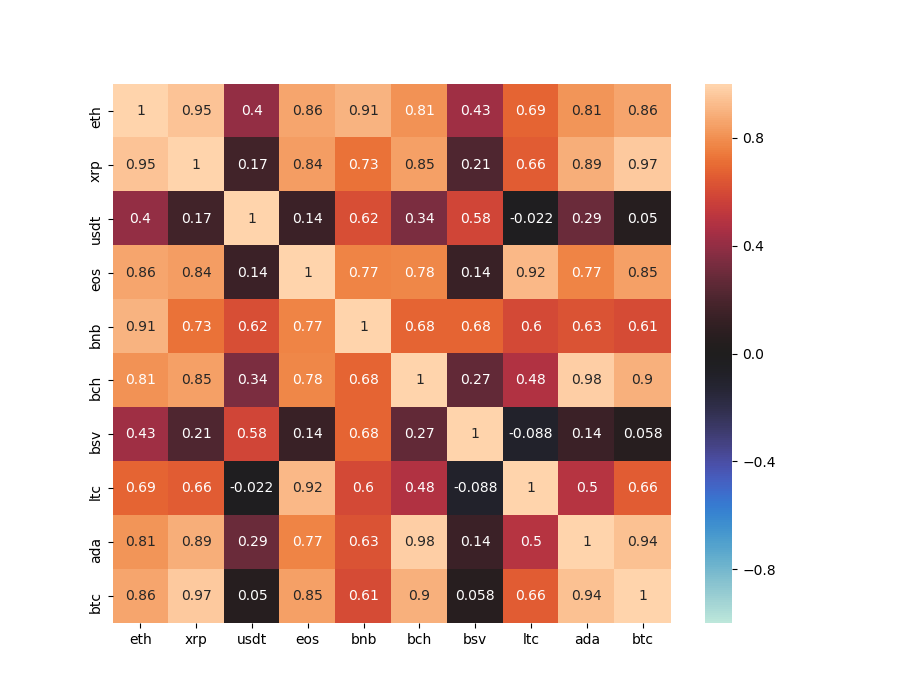 eth 1 0.95 0.4 0.86 0.91 0.81 0.43 0.69 0.81 0.86
xrp 0.95 1 0.17 0.84 0.73 0.85 0.21 0.66 0.89 0.97
usdt 0.4 0.17 1 0.14 0.62 0.34 0.58 -0.022 0.29 0.05
eos 0.86 0.84 0.14 1 0.77 0.78 0.14 0.92 0.77 0.85
bnb 0.91 0.73 0.62 0.77 1 0.68 0.68 0.6 0.63 0.61
bch 0.81 0.85 0.34 0.78 0.68 1 0.27 0.48 0.98 0.9
bsv 0.43 0.21 0.58 0.14 0.68 0.27 1 -0.088 0.14 0.058
ltc 0.69 0.66 -0.022 0.92 0.6 0.48 -0.088 1 0.5 0.66
ada 0.81 0.89 0.29 0.77 0.63 0.98 0.14 0.5 1 0.94
btc 0.86 0.97 0.05 0.85 0.61 0.9 0.058 0.66 0.94 1
eth xrp usdt eos bnb bch bsv ltc ada btc
0.8
0.4
0.0
−0.4
−0.8